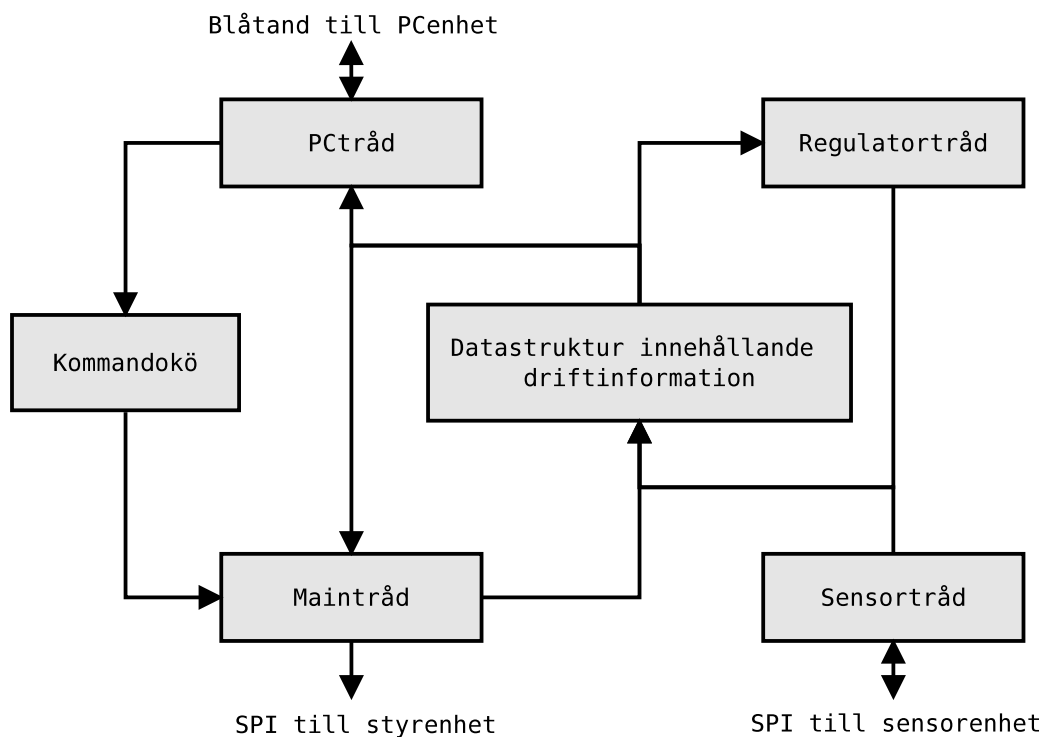 Blåtand till PCenhet
PCtråd
Regulatortråd
Kommandokö
Datastruktur innehållande
driftinformation
Maintråd
Sensortråd
SPI till styrenhet
SPI till sensorenhet